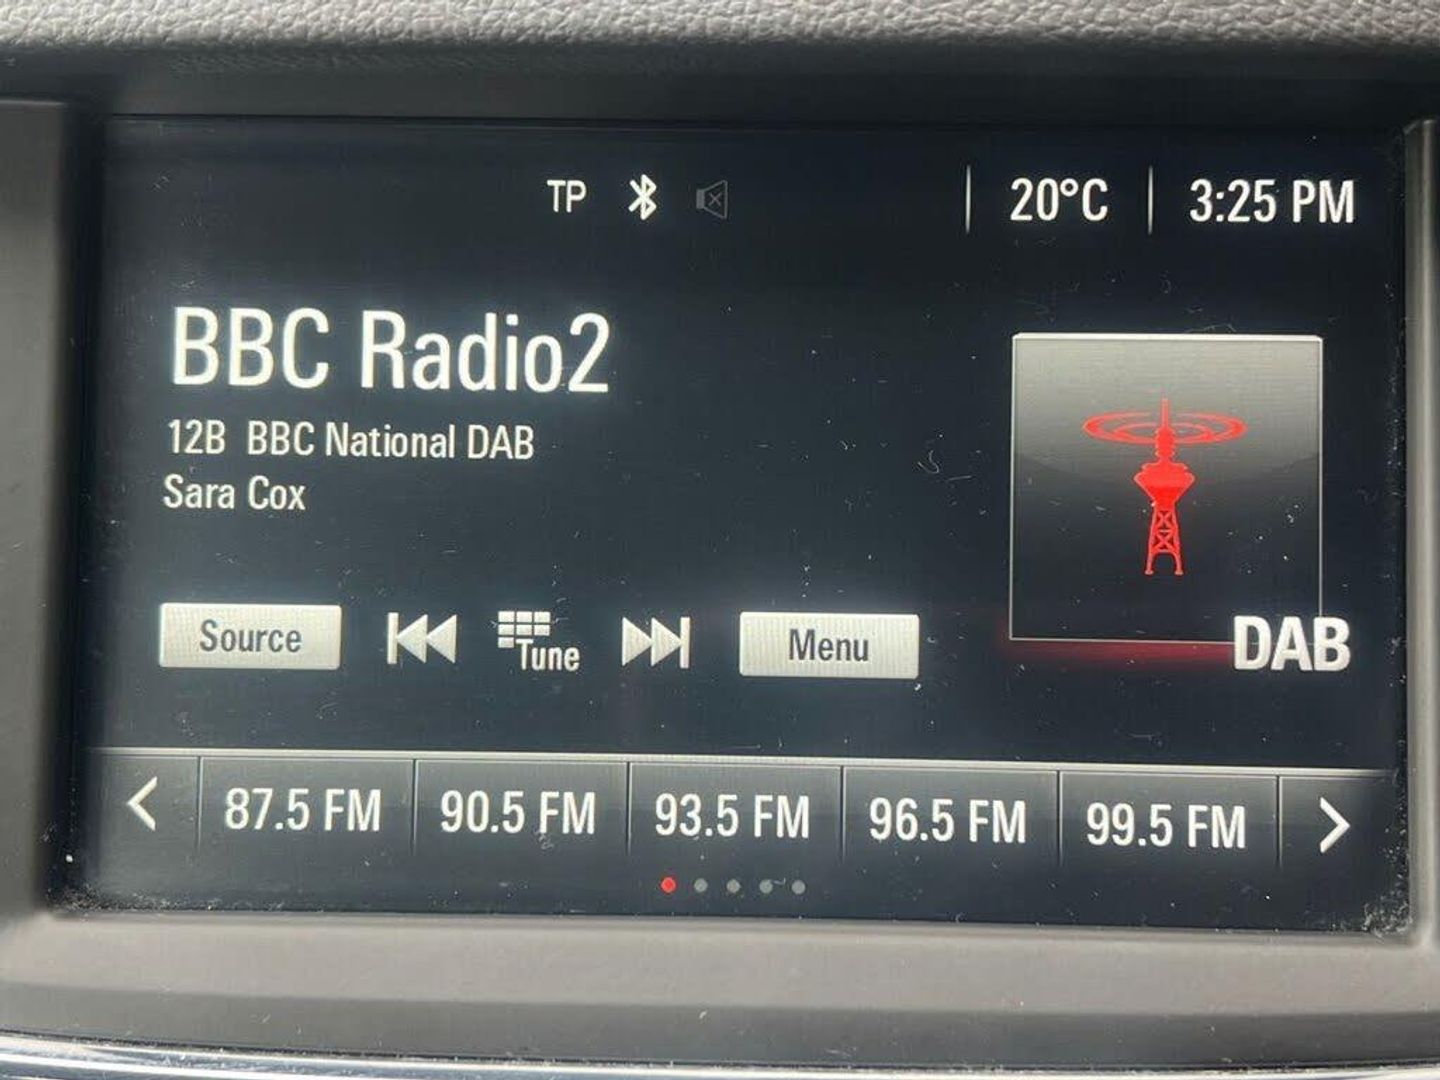 TP 20°C 3:25 PM
BBC Radio2
12B BBC National DAB
Sara Cox
Source Tune Menu
DAB
87.5 FM 90.5 FM 93.5 FM 96.5 FM 99.5 FM